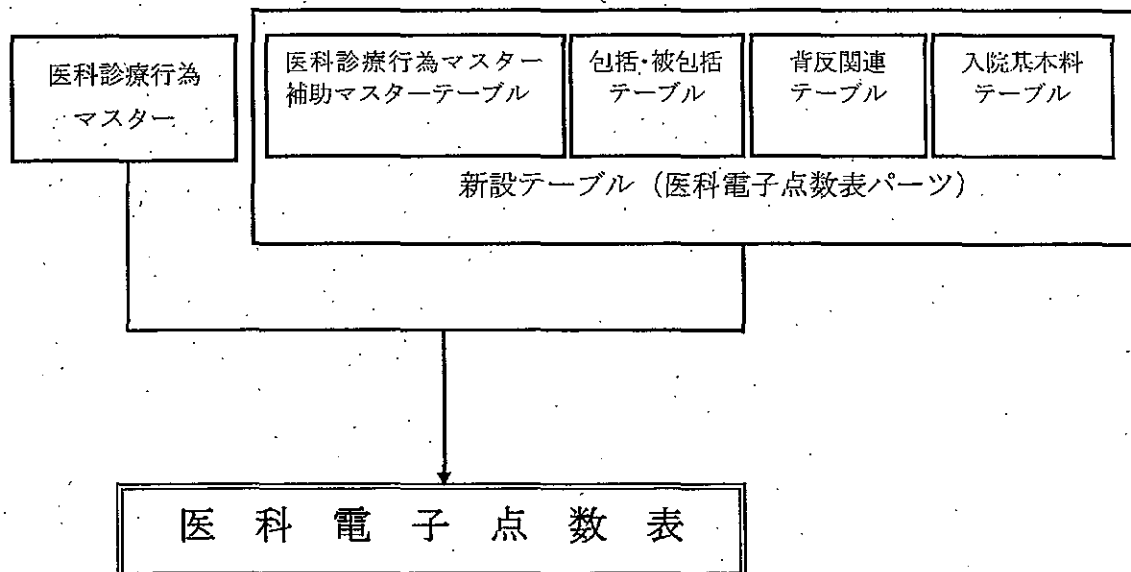 医科診療行為
マスター
医科診療行為マスター
補助マスターテーブル
包括・被包括
テーブル
背反関連
テーブル
入院基本料
テーブル
新設テーブル（医科電子点数表パーツ）
医科電子点数表